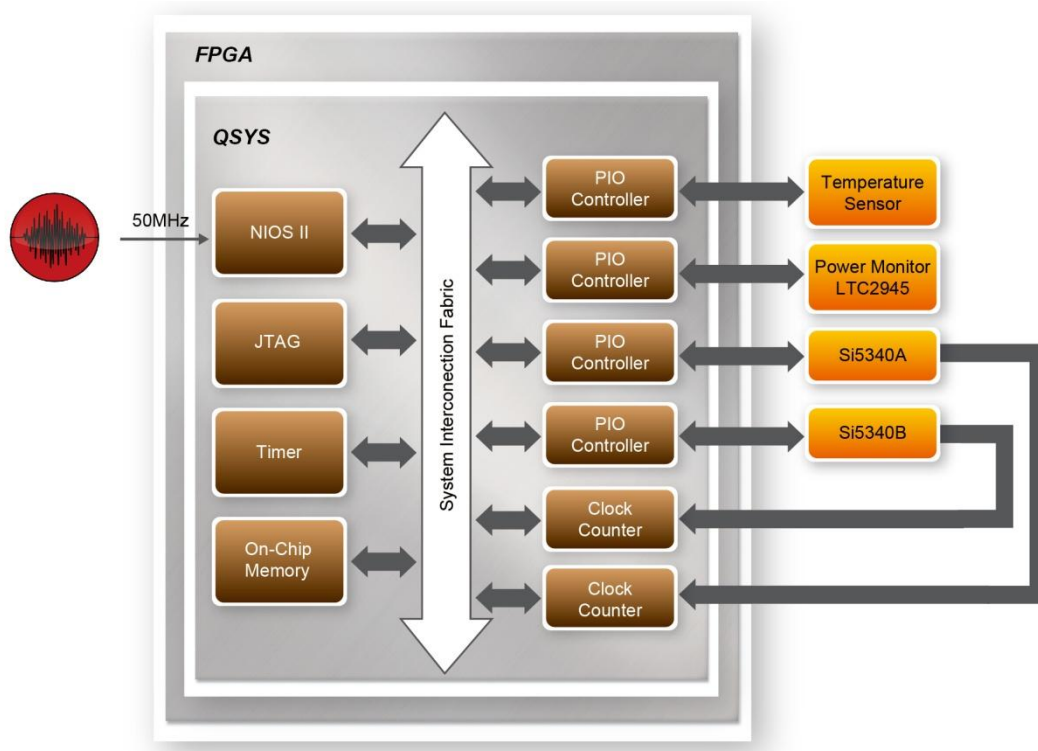 FPGA
QSYS
50MHz
NIOS II
JTAG
Timer
On-Chip
Memory
System Interconection Fabric
PIO
Controller
PIO
Controller
PIO
Controller
PIO
Controller
Clock
Counter
Clock
Counter
Temperature
Sensor
Power Monitor
LTC2945
Si5340A
Si5340B